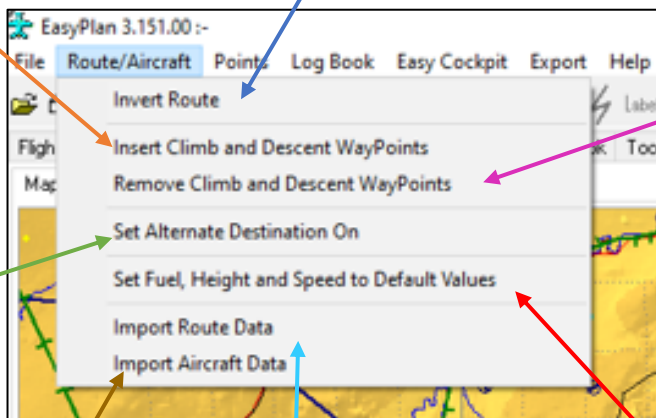 EasyPlan 3.151.00 :-
File Route/Aircraft Points Log Book Easy Cockpit Export Help
Invert Route
Insert Climb and Descent WayPoints
Remove Climb and Descent WayPoints
Set Alternate Destination On
Set Fuel, Height and Speed to Default Values
Import Route Data
Import Aircraft Data